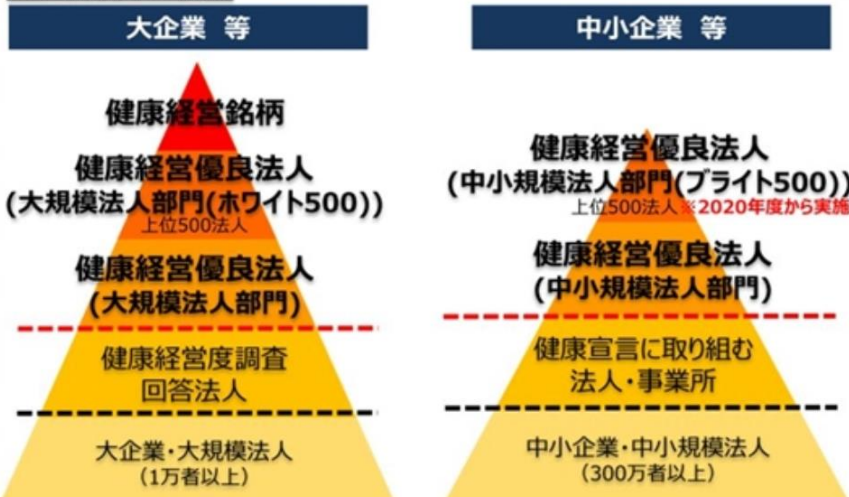 大企業 等
健康経営銘柄
健康経営優良法人
(大規模法人部門(ホワイト500))
上位500法人
健康経営優良法人
(大規模法人部門)
健康経営度調査
回答法人
大企業・大規模法人
(1万者以上)
中小企業 等
健康経営優良法人
(中小規模法人部門(ブライト500))
上位500法人※2020年度から実施
健康経営優良法人
(中小規模法人部門)
健康宣言に取り組む
法人・事業所
中小企業・中小規模法人
(300万者以上)